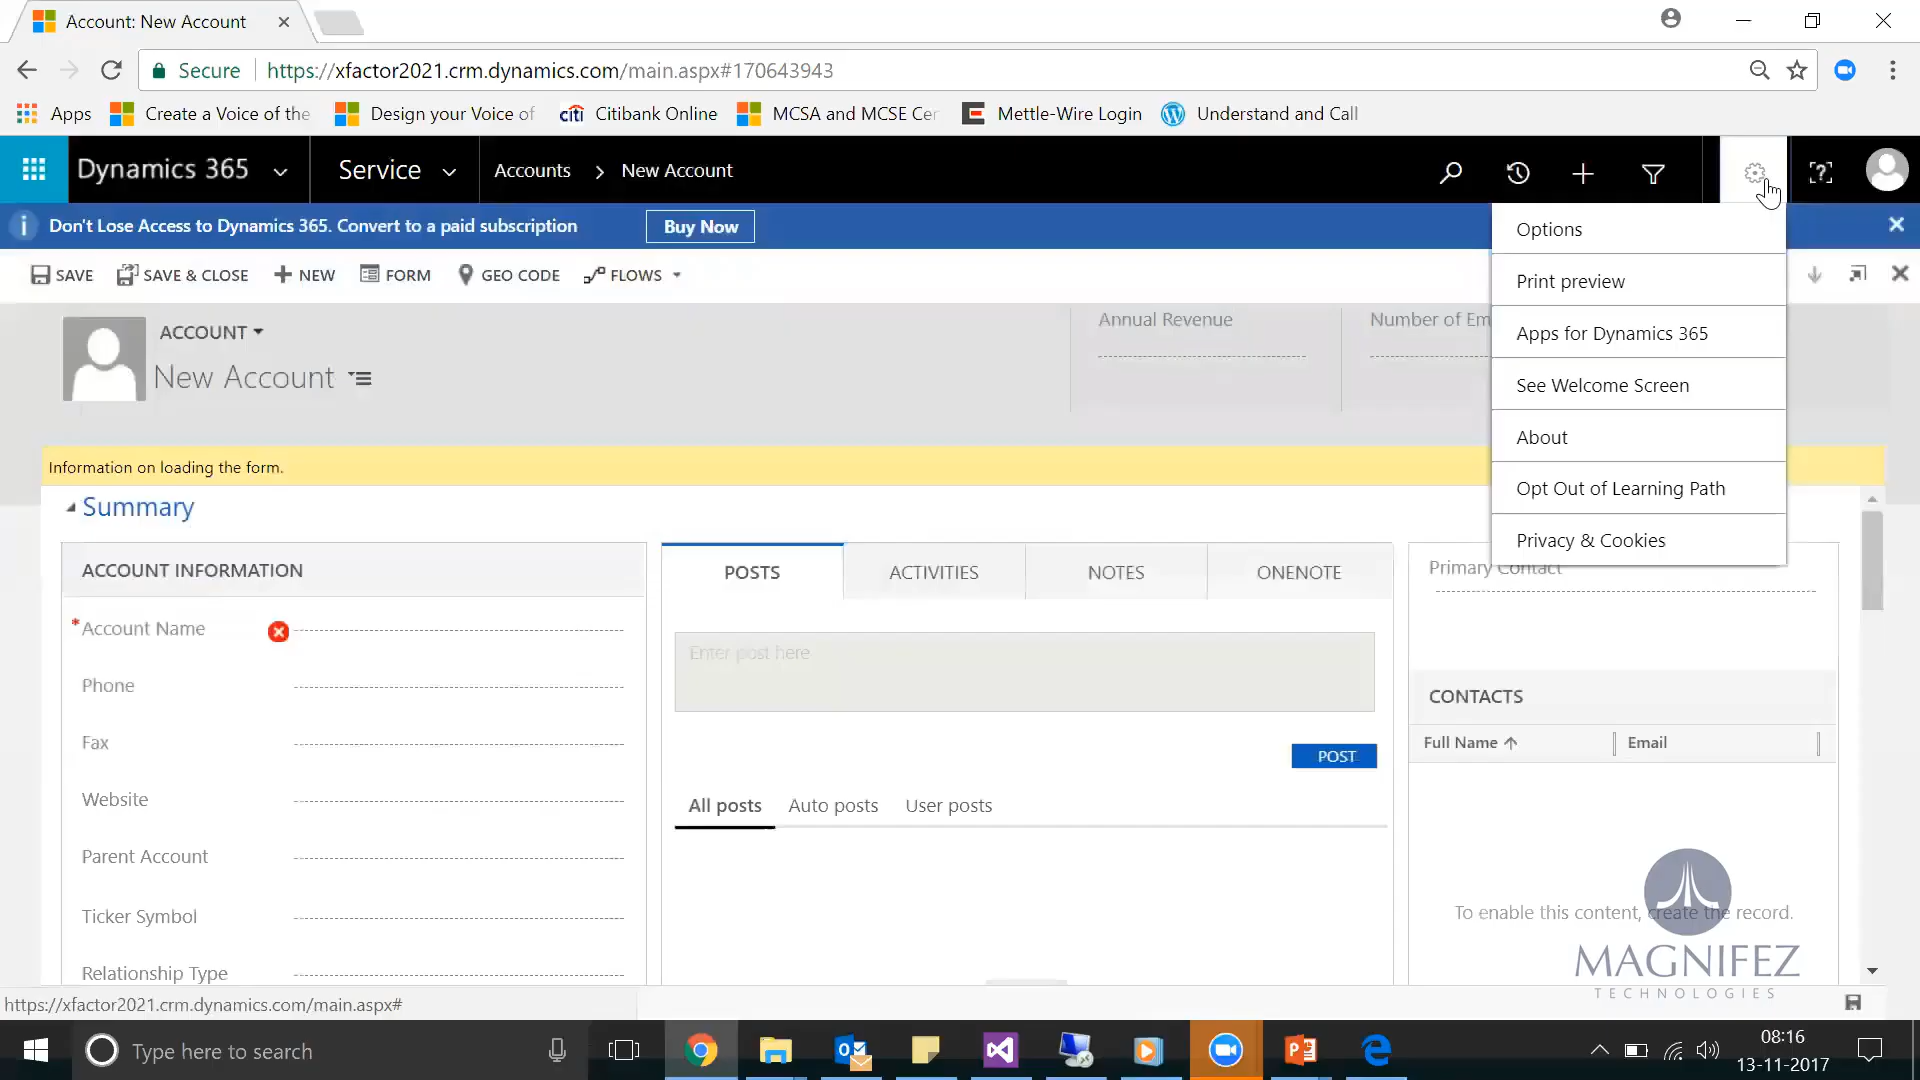 Account: New Account
Secure https://xfactor2021.crm.dynamics.com/main.aspx#170643943
Apps Create a Voice of the Design your Voice of citi Citibank Online MCSA and MCSE Cer Mettle-Wire Login Understand and Call
Dynamics 365 Service Accounts > New Account
Don't Lose Access to Dynamics 365. Convert to a paid subscription Buy Now
SAVE SAVE & CLOSE NEW FORM GEO CODE FLOWS
Options
Print preview
Apps for Dynamics 365
See Welcome Screen
About
Opt Out of Learning Path
Privacy & Cookies
ACCOUNT
New Account
Annual Revenue
Number of Em
Information on loading the form.
Summary
ACCOUNT INFORMATION
* Account Name
Phone
Fax
Website
Parent Account
Ticker Symbol
Relationship Type
POSTS ACTIVITIES NOTES ONENOTE
Enter post here
POST
All posts Auto posts User posts
Primary Contact
CONTACTS
Full Name Email
To enable this content, create the record.
MAGNIFEZ
TECHNOLOGIES
https://xfactor2021.crm.dynamics.com/main.aspx#
Type here to search
08:16
13-11-2017